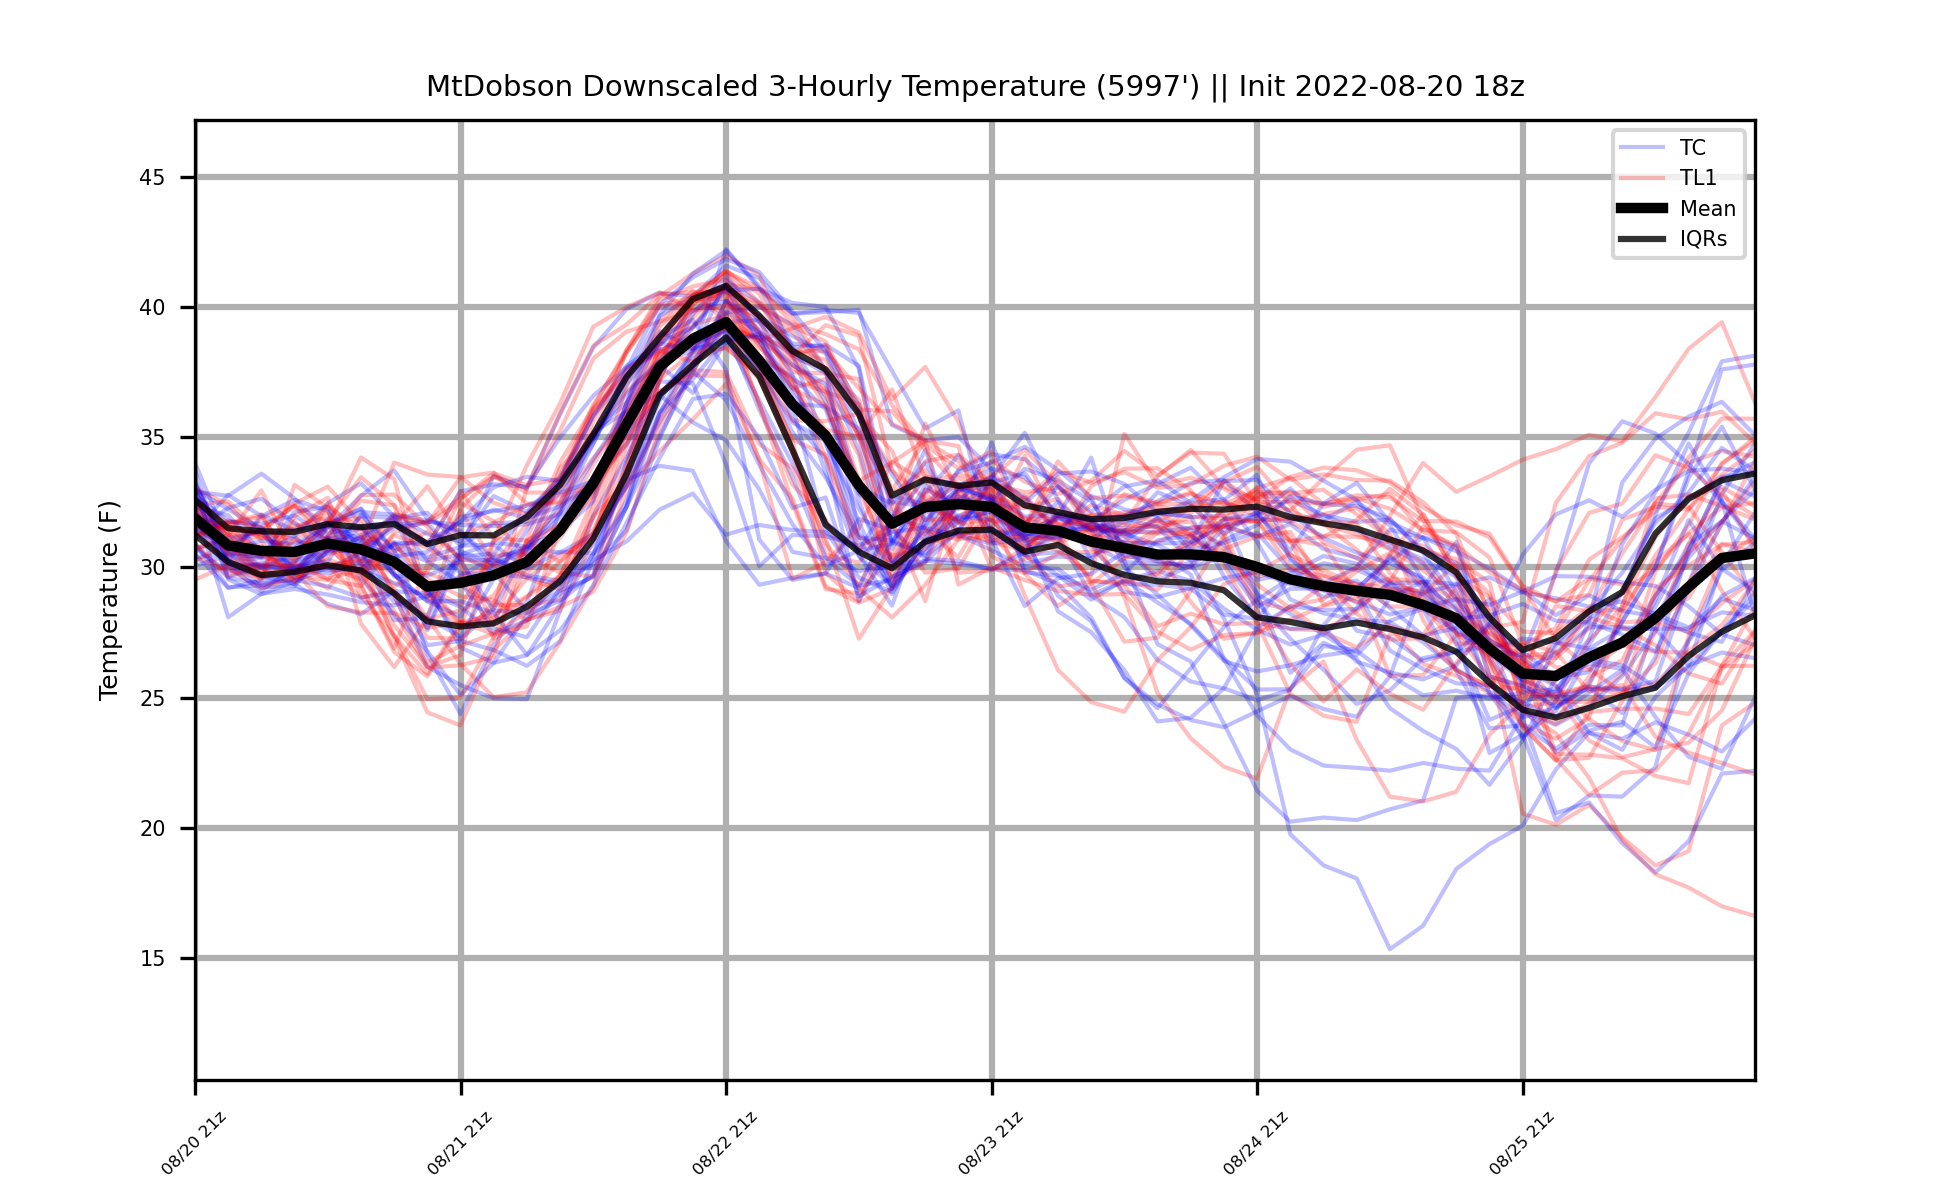 MtDobson Downscaled 3-Hourly Temperature (5997') || Init 2022-08-20 18z
TC
TL1
Mean
IQRs
Temperature (F)
45
40
35
30
25
20
15
08/20 21z
08/21 21z
08/22 21z
08/23 21z
08/24 21z
08/25 21z